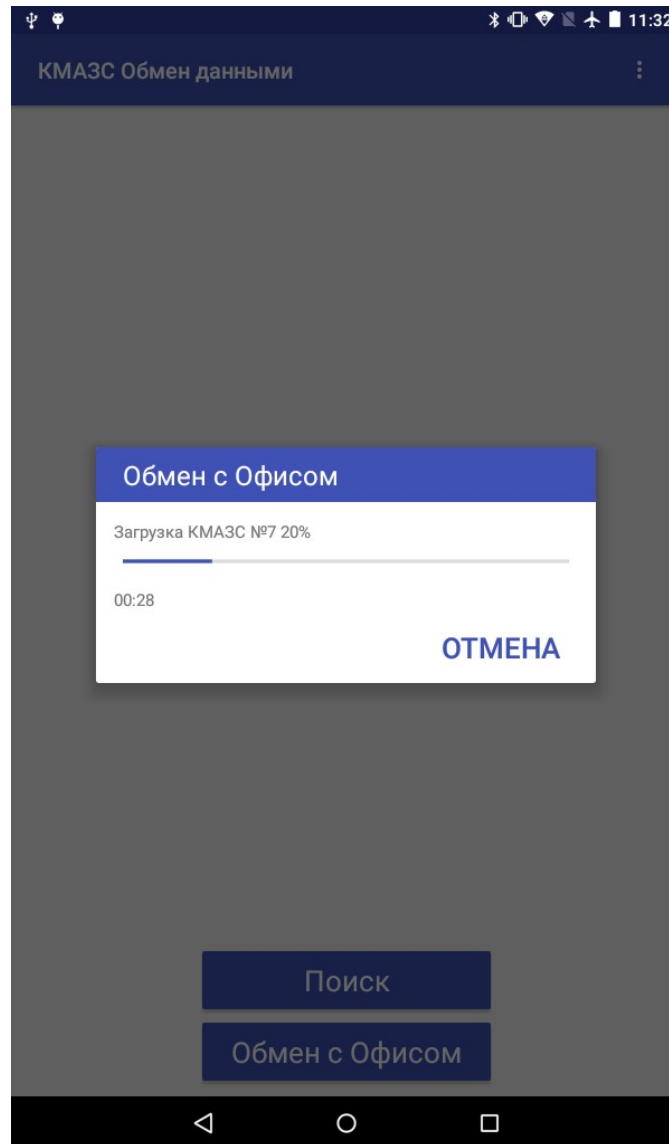 11:32
КМАЗС Обмен данными
Обмен с Офисом
Загрузка КМАЗС №7 20%
00:28
ОТМЕНА
Поиск
Обмен с Офисом